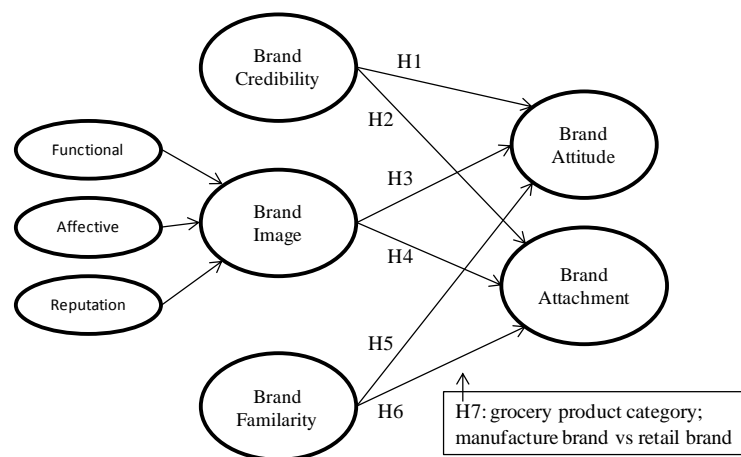 Brand
Credibility
H1
H2
Brand
Attitude
Functional
H3
Affective
Brand
Image
H4
Brand
Attachment
Reputation
H5
Brand
Familarity
H6
H7: grocery product category;
manufacture brand vs retail brand